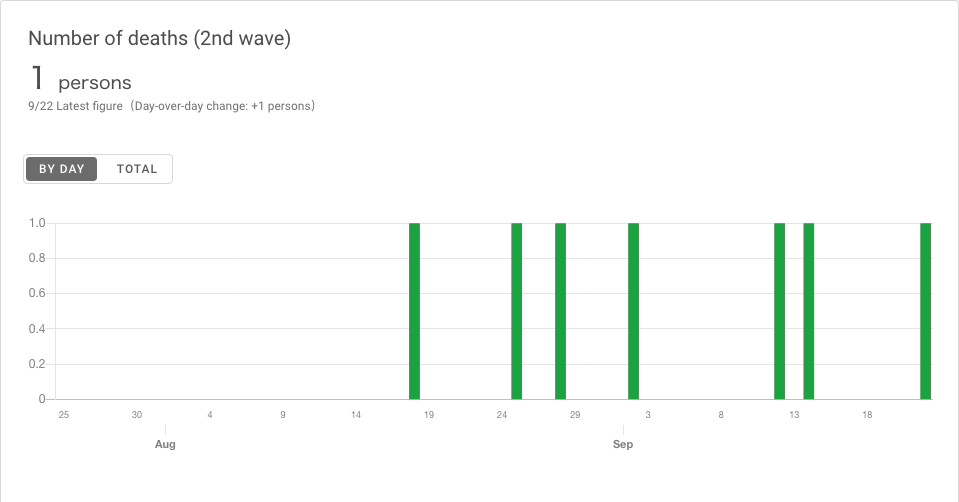 Number of deaths (2nd wave)
1 persons
9/22 Latest figure（Day-over-day change: +1 persons）
BY DAY TOTAL
1.0
0.8
0.6
0.4
0.2
0
25 30 4 9 14 19 24 29 3 8 13 18
Aug Sep